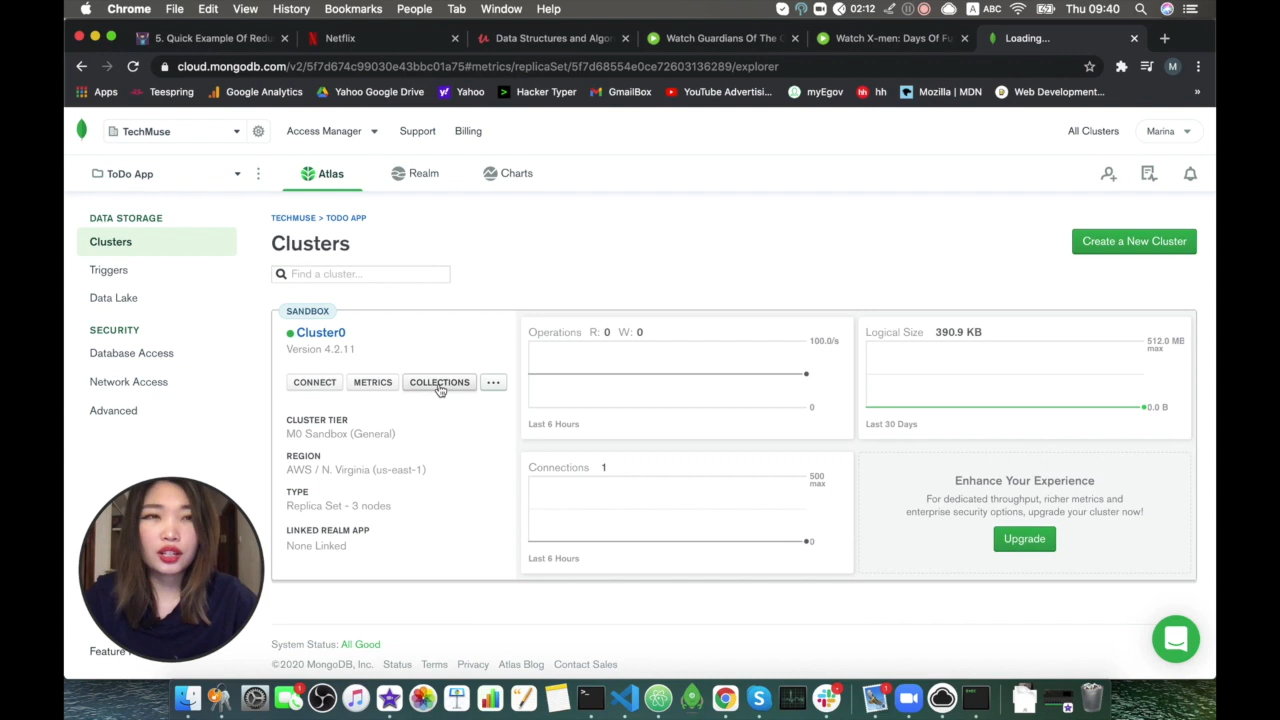 Chrome File Edit View History Bookmarks People Tab Window Help 02:12 A ABC Thu 09:40
5. Quick Example Of Redu Netflix Data Structures and Algor Watch Guardians Of The Watch X-men: Days Of Fu Loading...
cloud.mongodb.com/v2/5f7d674c99030e43bbc01a75#metrics/replicaSet/5f7d68554e0ce72603136289/explorer M
Apps Teespring Google Analytics Yahoo Google Drive Yahoo Hacker Typer GmailBox YouTube Advertisi... myEgov hh Mozilla | MDN Web Development... »
TechMuse Access Manager Support Billing All Clusters Marina
ToDo App Atlas Realm Charts
DATA STORAGE
Clusters
Triggers
Data Lake
SECURITY
Database Access
Network Access
Advanced
Feature
TECHMUSE > TODO APP
Clusters
Create a New Cluster
Find a cluster...
SANDBOX
Cluster0
Version 4.2.11
CONNECT METRICS COLLECTIONS ...
CLUSTER TIER
M0 Sandbox (General)
REGION
AWS / N. Virginia (us-east-1)
TYPE
Replica Set - 3 nodes
LINKED REALM APP
None Linked
Operations R: 0 W: 0
100.0/s
0
Last 6 Hours
Logical Size 390.9 KB
512.0 MB
max
0.0 B
Last 30 Days
Connections 1
500
max
0
Last 6 Hours
Enhance Your Experience
For dedicated throughput, richer metrics and
enterprise security options, upgrade your cluster now!
Upgrade
System Status: All Good
©2020 MongoDB, Inc. Status Terms Privacy Atlas Blog Contact Sales